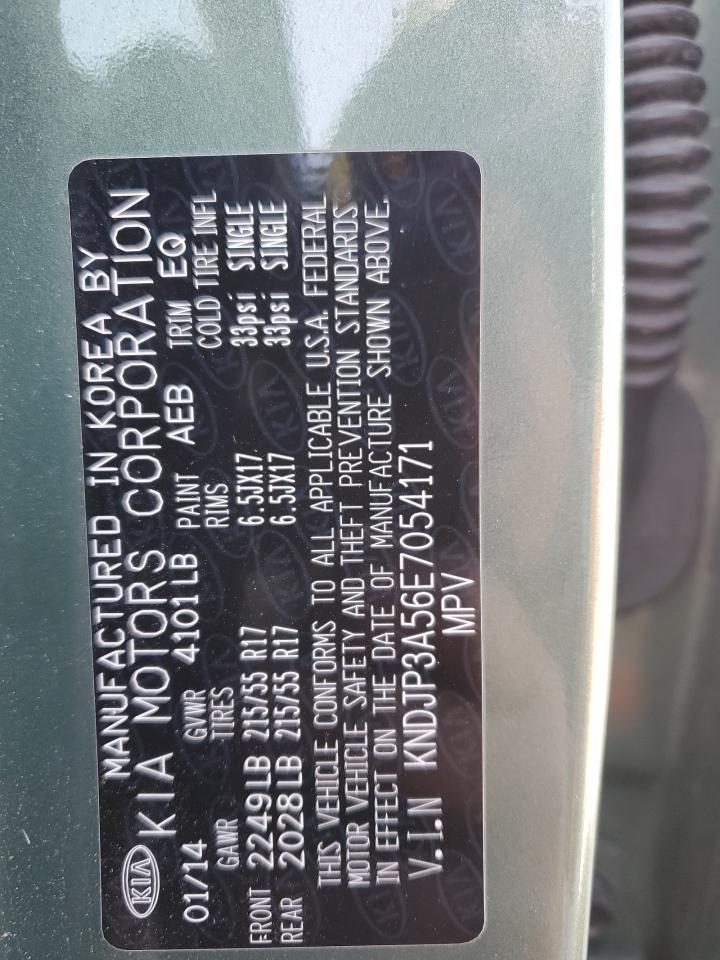 MANUFACTURED IN KOREA BY
KIA KIA MOTORS CORPORATION
01/14 GVWR 4101LB PAINT AEB TRIM EQ
GAWR TIRES RIMS COLD TIRE INFL
FRONT 2249LB 215/55 R17 6.5JX17 33psi SINGLE
REAR 2028LB 215/55 R17 6.5JX17 33psi SINGLE
THIS VEHICLE CONFORMS TO ALL APPLICABLE U.S.A. FEDERAL
MOTOR VEHICLE SAFETY AND THEFT PREVENTION STANDARDS
IN EFFECT ON THE DATE OF MANUFACTURE SHOWN ABOVE.
V.I.N KNDJP3A56E7054171
MPV